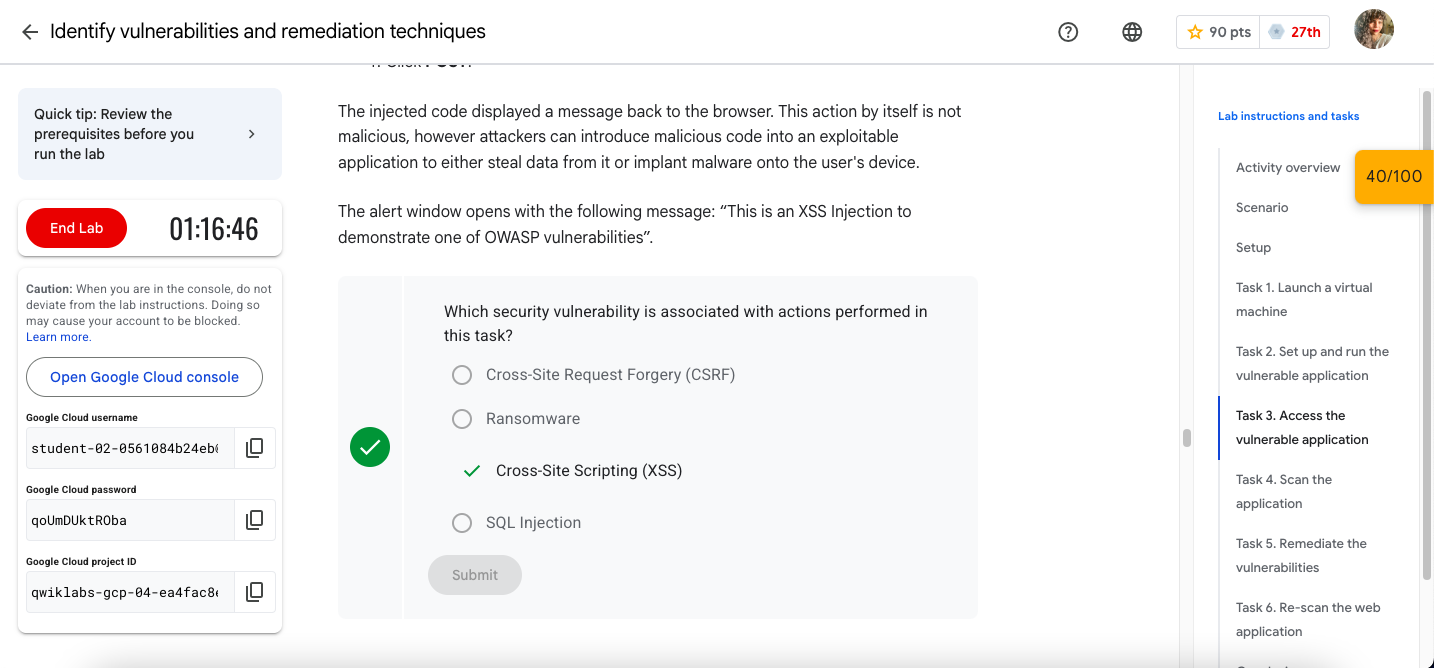 Identify vulnerabilities and remediation techniques
90 pts
27th
Quick tip: Review the
prerequisites before you
run the lab
End Lab
01:16:46
Caution: When you are in the console, do not
deviate from the lab instructions. Doing so
may cause your account to be blocked.
Learn more.
Open Google Cloud console
Google Cloud username
student-02-0561084b24eb
Google Cloud password
qoUmDUktROba
Google Cloud project ID
qwiklabs-gcp-04-ea4fac8
The injected code displayed a message back to the browser. This action by itself is not
malicious, however attackers can introduce malicious code into an exploitable
application to either steal data from it or implant malware onto the user's device.
The alert window opens with the following message: “This is an XSS Injection to
demonstrate one of OWASP vulnerabilities”.
Which security vulnerability is associated with actions performed in
this task?
Cross-Site Request Forgery (CSRF)
Ransomware
Cross-Site Scripting (XSS)
SQL Injection
Submit
Lab instructions and tasks
40/100
Activity overview
Scenario
Setup
Task 1. Launch a virtual
machine
Task 2. Set up and run the
vulnerable application
Task 3. Access the
vulnerable application
Task 4. Scan the
application
Task 5. Remediate the
vulnerabilities
Task 6. Re-scan the web
application